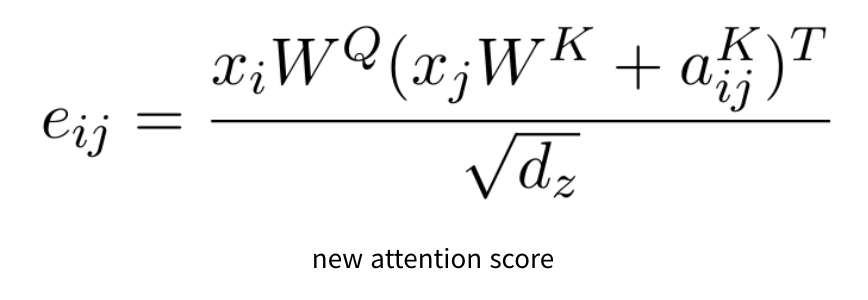 e_{ij} = \frac{x_i W^Q (x_j W^K + a_{ij}^K)^T}{\sqrt{d_z}}
new attention score